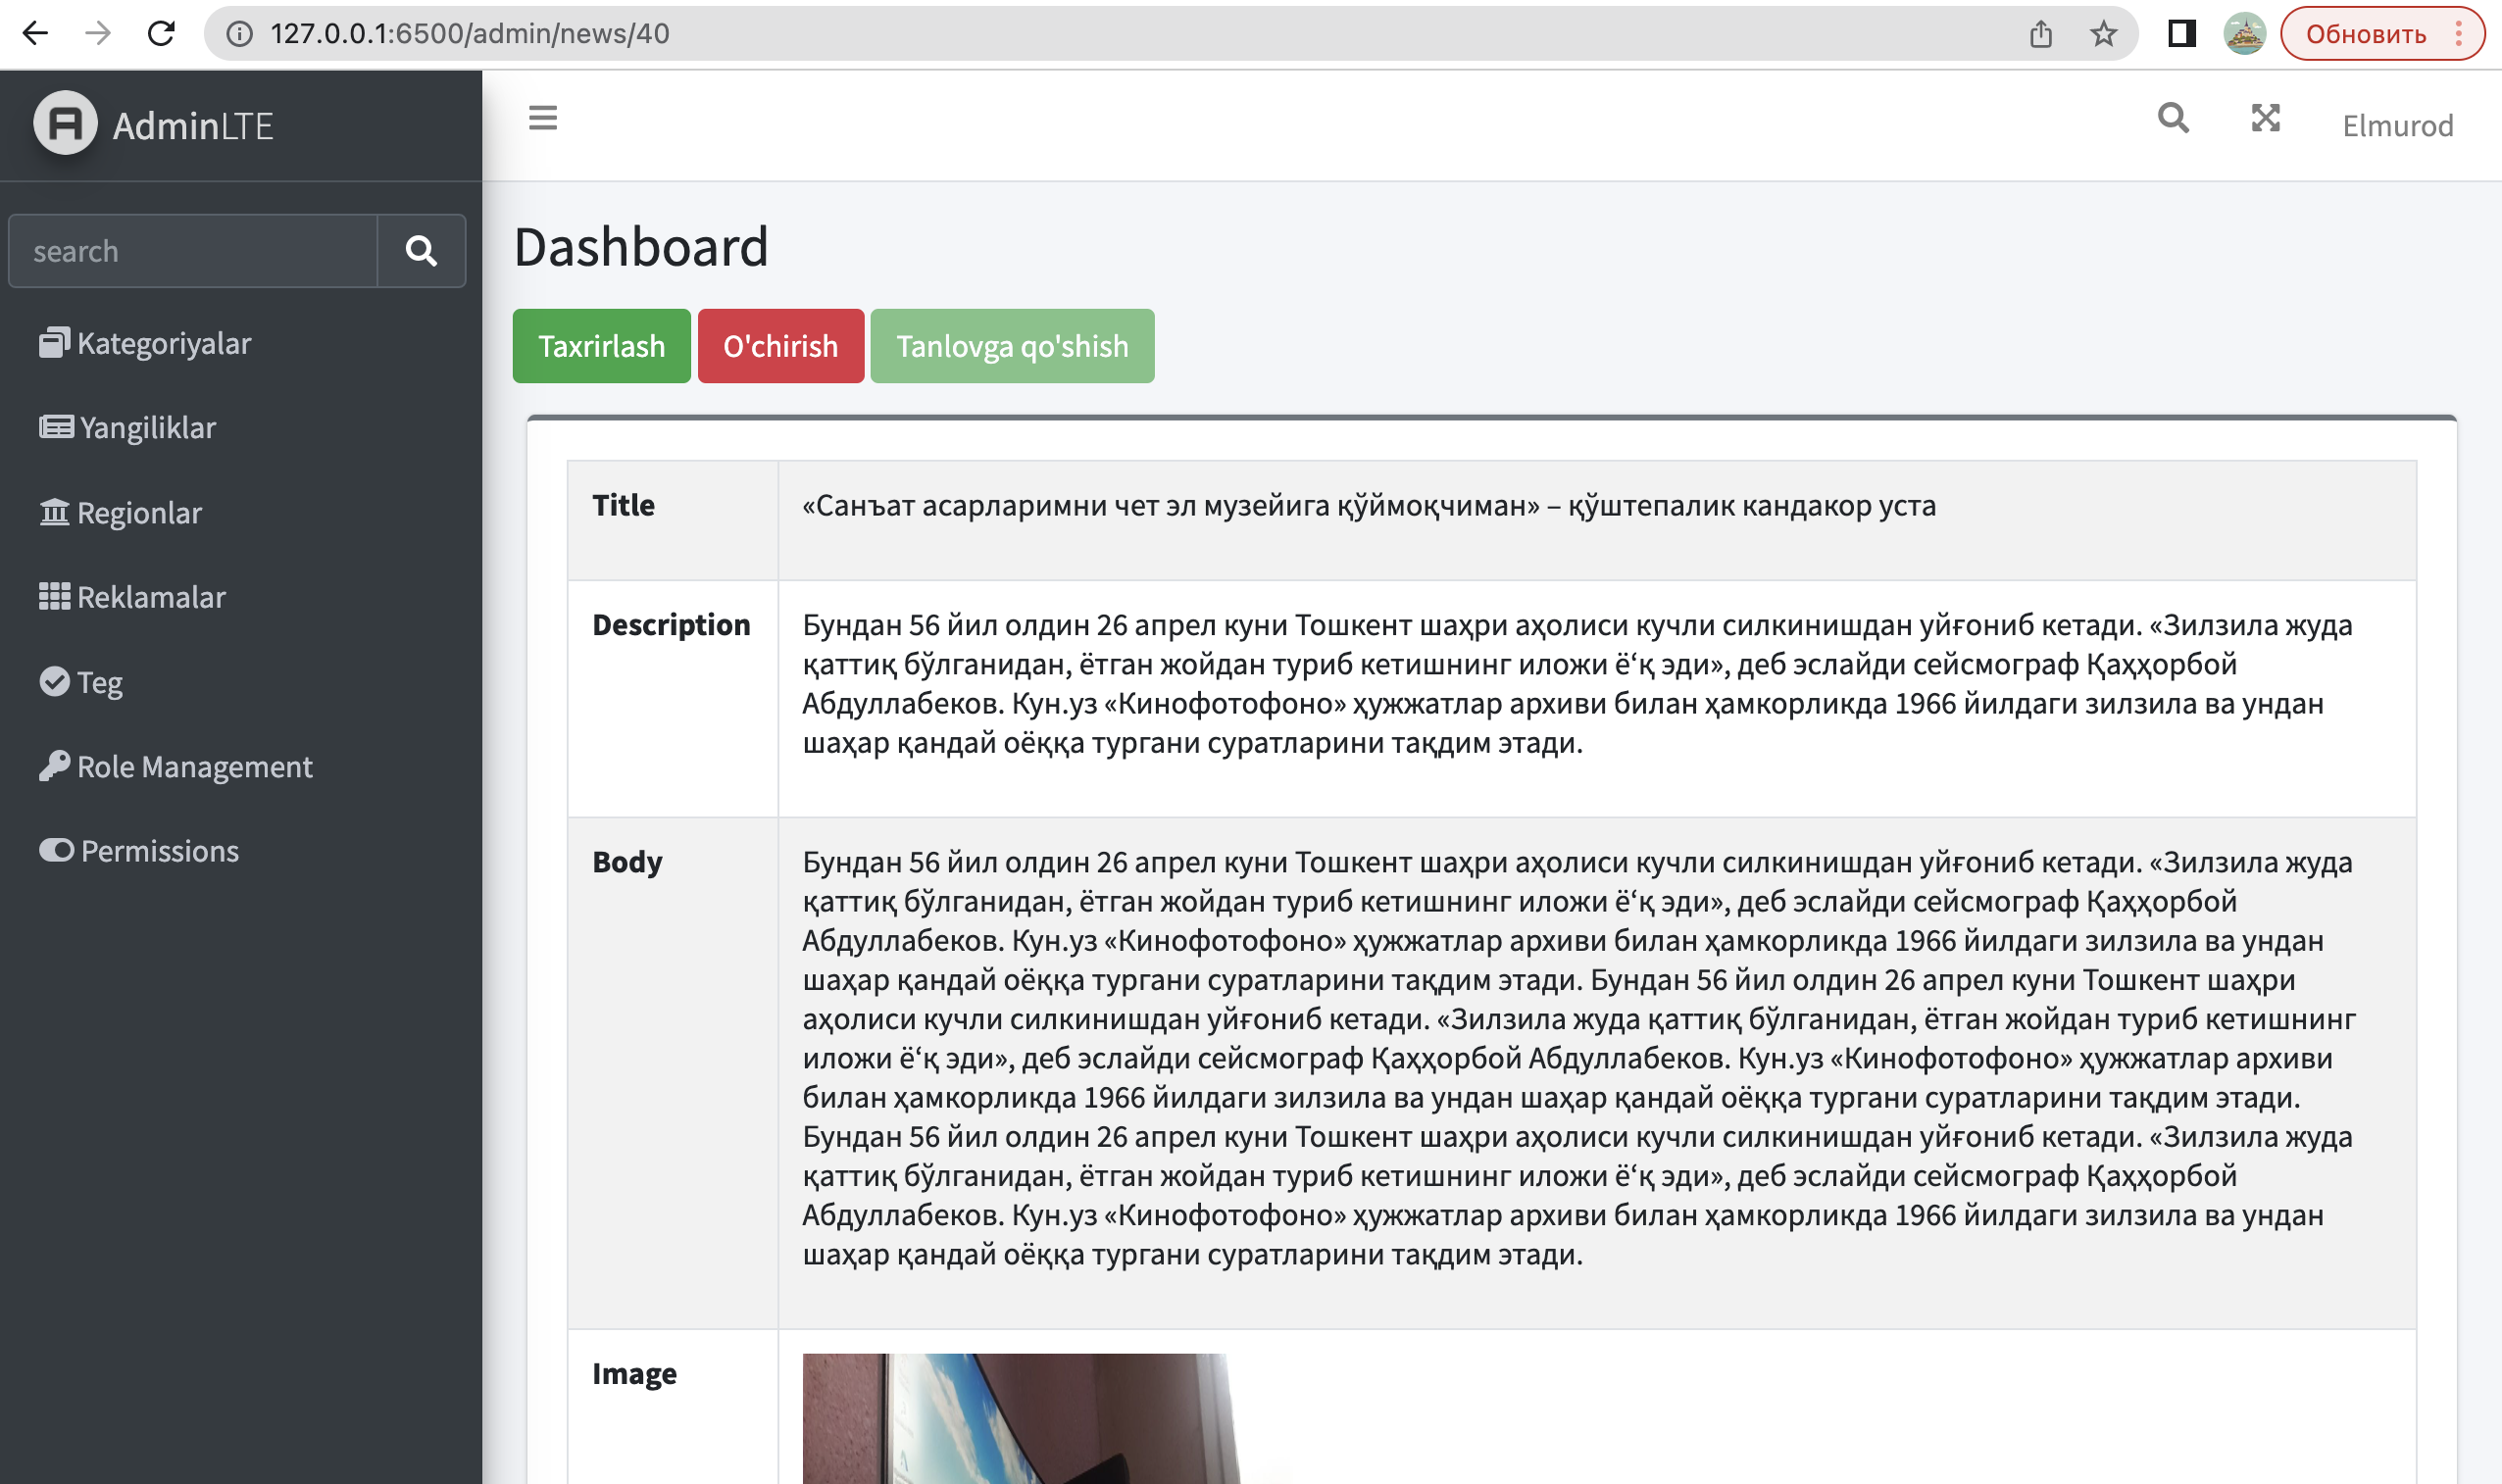 127.0.0.1:6500/admin/news/40
Обновить
AdminLTE
Elmurod
search
Dashboard
Kategoriyalar
Taxrirlash O'chirish Tanlovga qo'shish
Yangiliklar
Regionlar
Reklamalar
Teg
Role Management
Permissions
Title «Санъат асарларимни чет эл музейига қўймоқчиман» – қўштепалик кандакор уста
Description Бундан 56 йил олдин 26 апрел куни Тошкент шаҳри аҳолиси кучли силкинишдан уйғониб кетади. «Зилзила жуда
қаттиқ бўлганидан, ётган жойдан туриб кетишнинг иложи ё‘қ эди», деб эслайди сейсмограф Қаҳҳорбой
Абдуллабеков. Кун.уз «Кинофотофоно» ҳужжатлар архиви билан ҳамкорликда 1966 йилдаги зилзила ва ундан
шаҳар қандай оёққа тургани суратларини тақдим этади.
Body Бундан 56 йил олдин 26 апрел куни Тошкент шаҳри аҳолиси кучли силкинишдан уйғониб кетади. «Зилзила жуда
қаттиқ бўлганидан, ётган жойдан туриб кетишнинг иложи ё‘қ эди», деб эслайди сейсмограф Қаҳҳорбой
Абдуллабеков. Кун.уз «Кинофотофоно» ҳужжатлар архиви билан ҳамкорликда 1966 йилдаги зилзила ва ундан
шаҳар қандай оёққа тургани суратларини тақдим этади. Бундан 56 йил олдин 26 апрел куни Тошкент шаҳри
аҳолиси кучли силкинишдан уйғониб кетади. «Зилзила жуда қаттиқ бўлганидан, ётган жойдан туриб кетишнинг
иложи ё‘қ эди», деб эслайди сейсмограф Қаҳҳорбой Абдуллабеков. Кун.уз «Кинофотофоно» ҳужжатлар архиви
билан ҳамкорликда 1966 йилдаги зилзила ва ундан шаҳар қандай оёққа тургани суратларини тақдим этади.
Бундан 56 йил олдин 26 апрел куни Тошкент шаҳри аҳолиси кучли силкинишдан уйғониб кетади. «Зилзила жуда
қаттиқ бўлганидан, ётган жойдан туриб кетишнинг иложи ё‘қ эди», деб эслайди сейсмограф Қаҳҳорбой
Абдуллабеков. Кун.уз «Кинофотофоно» ҳужжатлар архиви билан ҳамкорликда 1966 йилдаги зилзила ва ундан
шаҳар қандай оёққа тургани суратларини тақдим этади.
Image